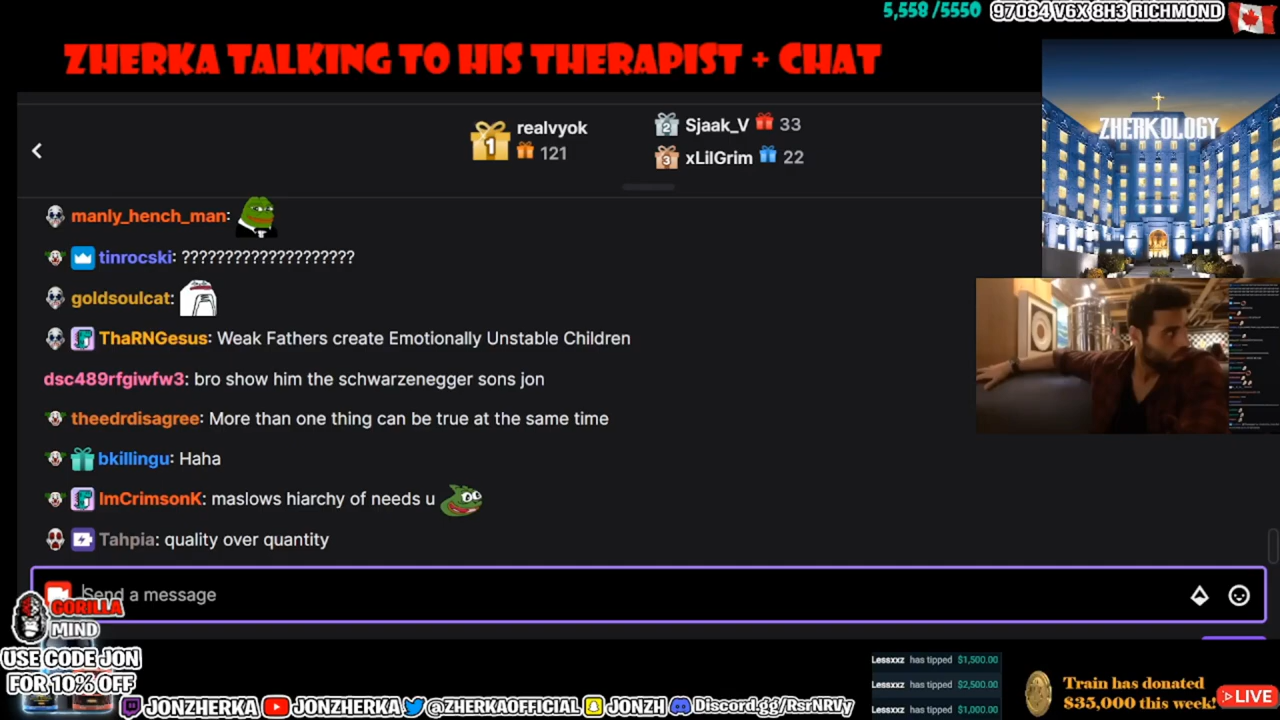 5,558 /5550
97084 V6X 8H3 RICHMOND
ZHERKA TALKING TO HIS THERAPIST + CHAT
ZHERKOLOGY
1 realvyok
121
2 Sjaak_V 33
3 xLilGrim 22
manly_hench_man:
tinrocski: ????????????????????
goldsoulcat:
ThaRNGesus: Weak Fathers create Emotionally Unstable Children
dsc489rfgiwfw3: bro show him the schwarzenegger sons jon
theedrdisagree: More than one thing can be true at the same time
bkillingu: Haha
ImCrimsonK: maslows hiarchy of needs u
Tahpia: quality over quantity
Send a message
GORILLA
MIND
USE CODE JON
FOR 10% OFF
JONZHERKA JONZHERKA @ZHERKAOFFICIAL JONZH Discord.gg/RsrNRVy
Lessxxz has tipped $1,500.00
Lessxxz has tipped $2,500.00
Lessxxz has tipped $1,000.00
Train has donated
$35,000 this week!
LIVE